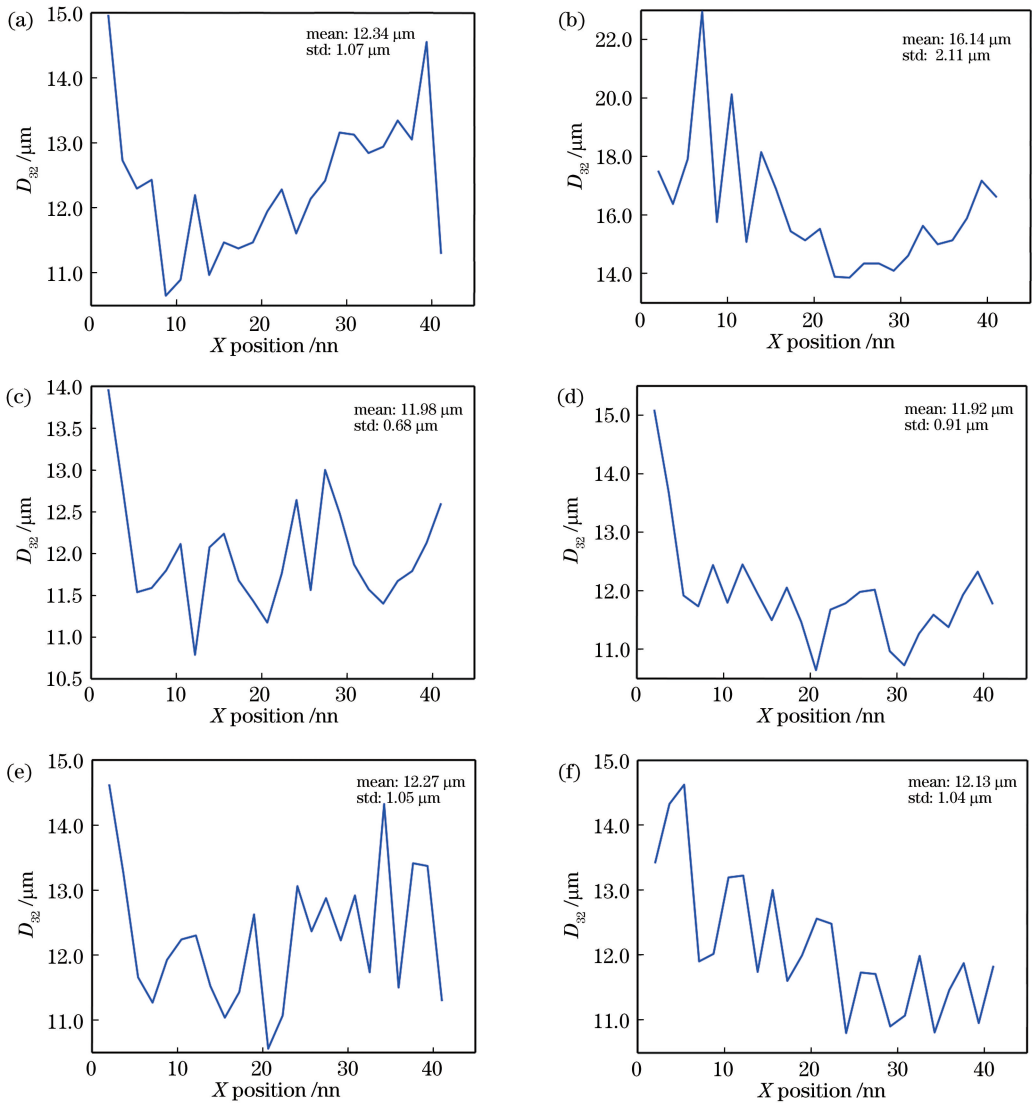 (a)
mean: 12.34 μm
std: 1.07 μm
D32 /μm
15.0
14.0
13.0
12.0
11.0
0 10 20 30 40
X position /nn
(b)
mean: 16.14 μm
std: 2.11 μm
D32 /μm
22.0
20.0
18.0
16.0
14.0
0 10 20 30 40
X position /nn
(c)
mean: 11.98 μm
std: 0.68 μm
D32 /μm
14.0
13.5
13.0
12.5
12.0
11.5
11.0
10.5
0 10 20 30 40
X position /nn
(d)
mean: 11.92 μm
std: 0.91 μm
D32 /μm
15.0
14.0
13.0
12.0
11.0
0 10 20 30 40
X position /nn
(e)
mean: 12.27 μm
std: 1.05 μm
D32 /μm
15.0
14.0
13.0
12.0
11.0
0 10 20 30 40
X position /nn
(f)
mean: 12.13 μm
std: 1.04 μm
D32 /μm
15.0
14.0
13.0
12.0
11.0
0 10 20 30 40
X position /nn